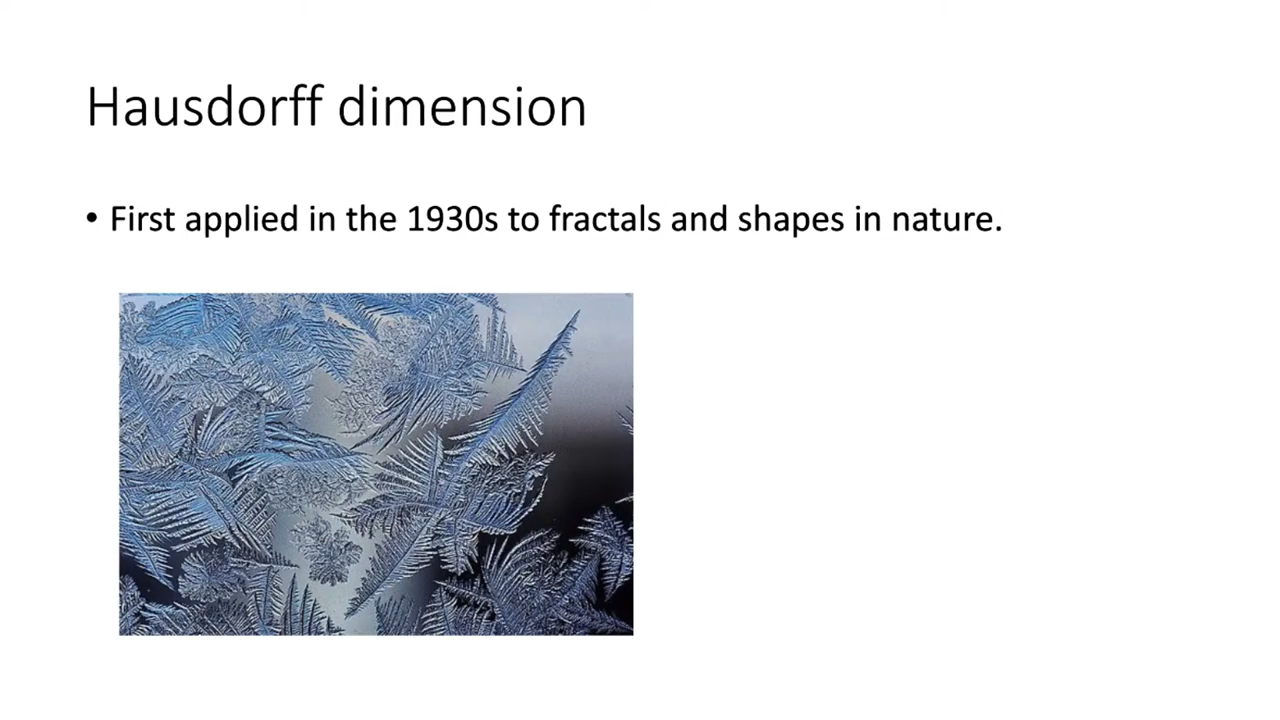 Hausdorff dimension
• First applied in the 1930s to fractals and shapes in nature.